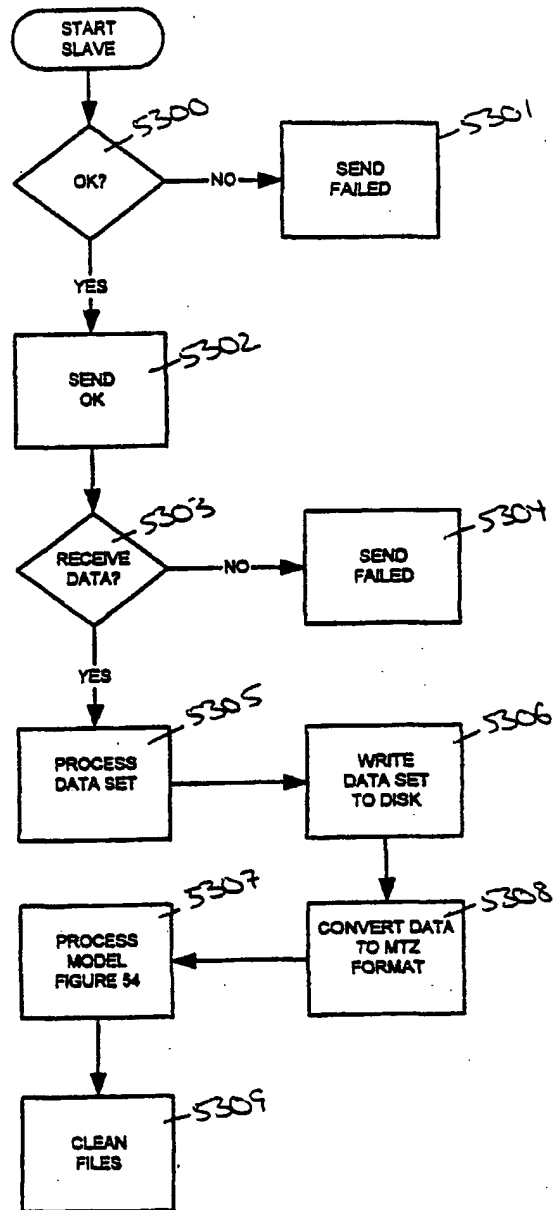 START
SLAVE
5300
OK?
NO
5301
SEND
FAILED
YES
5302
SEND
OK
5303
RECEIVE
DATA?
NO
5304
SEND
FAILED
YES
5305
PROCESS
DATA SET
5306
WRITE
DATA SET
TO DISK
5307
PROCESS
MODEL
FIGURE 54
5308
CONVERT DATA
TO MTZ
FORMAT
5309
CLEAN
FILES